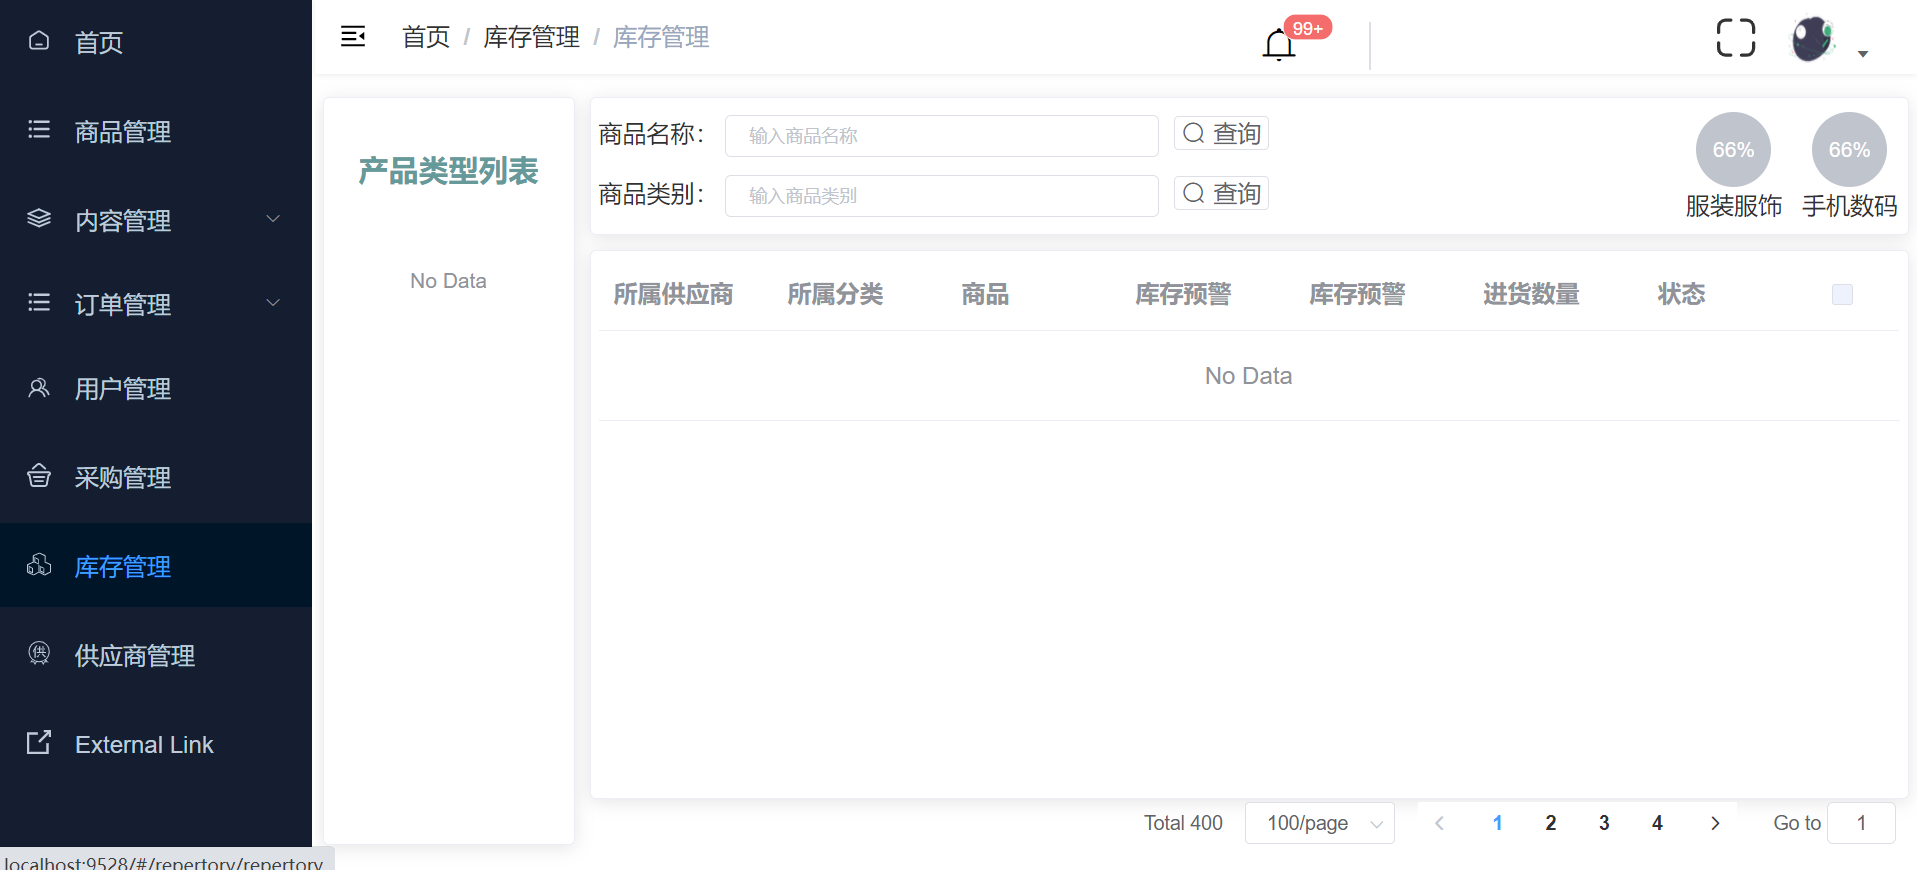 首页
商品管理
内容管理
订单管理
用户管理
采购管理
库存管理
供
供应商管理
External Link
localhost:9528/#/repertory/repertory
首页 / 库存管理 / 库存管理
99+
产品类型列表
No Data
商品名称： 输入商品名称 查询
商品类别： 输入商品类别 查询
66% 66%
服装服饰 手机数码
所属供应商 所属分类 商品 库存预警 库存预警 进货数量 状态
No Data
Total 400 100/page 1 2 3 4 Go to 1